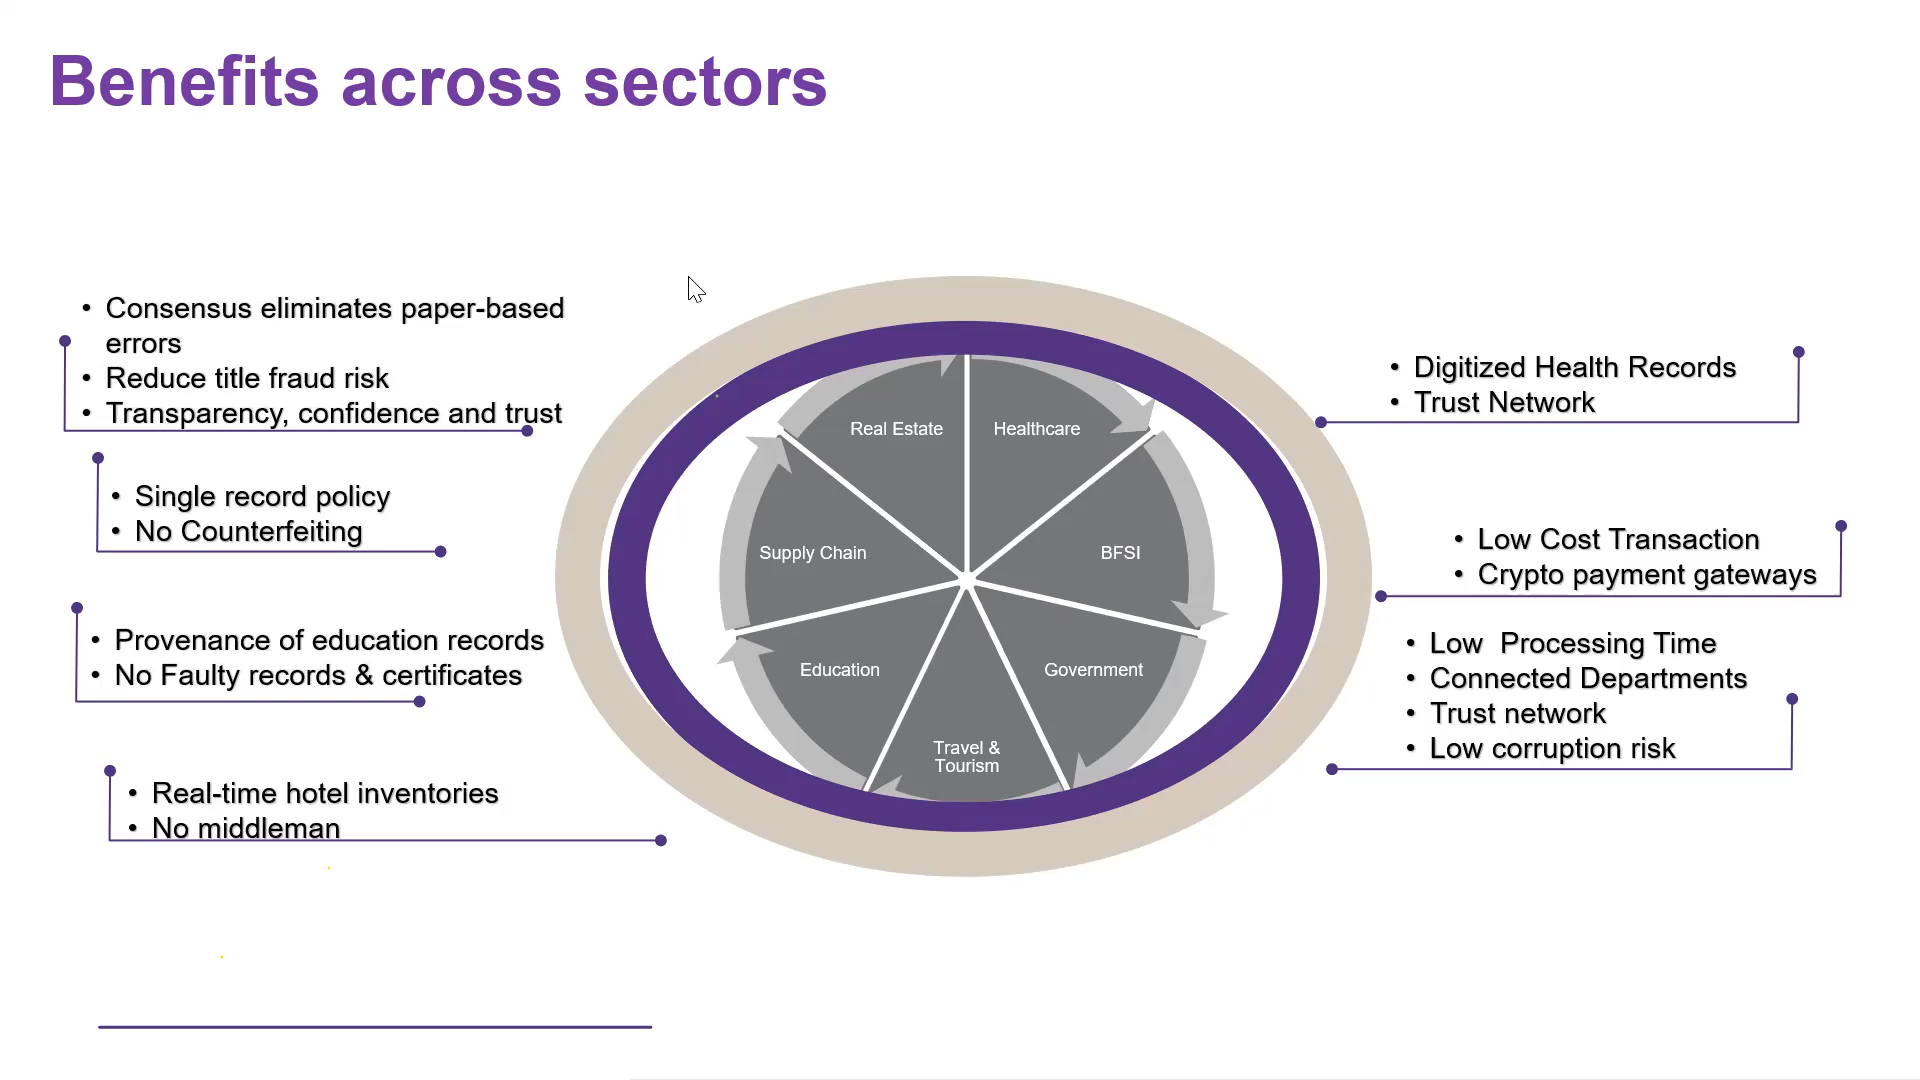 Benefits across sectors
• Consensus eliminates paper-based
errors
• Reduce title fraud risk
• Transparency, confidence and trust
• Single record policy
• No Counterfeiting
• Provenance of education records
• No Faulty records & certificates
• Real-time hotel inventories
• No middleman
Real Estate
Healthcare
Supply Chain
BFSI
Education
Government
Travel &
Tourism
• Digitized Health Records
• Trust Network
• Low Cost Transaction
• Crypto payment gateways
• Low  Processing Time
• Connected Departments
• Trust network
• Low corruption risk